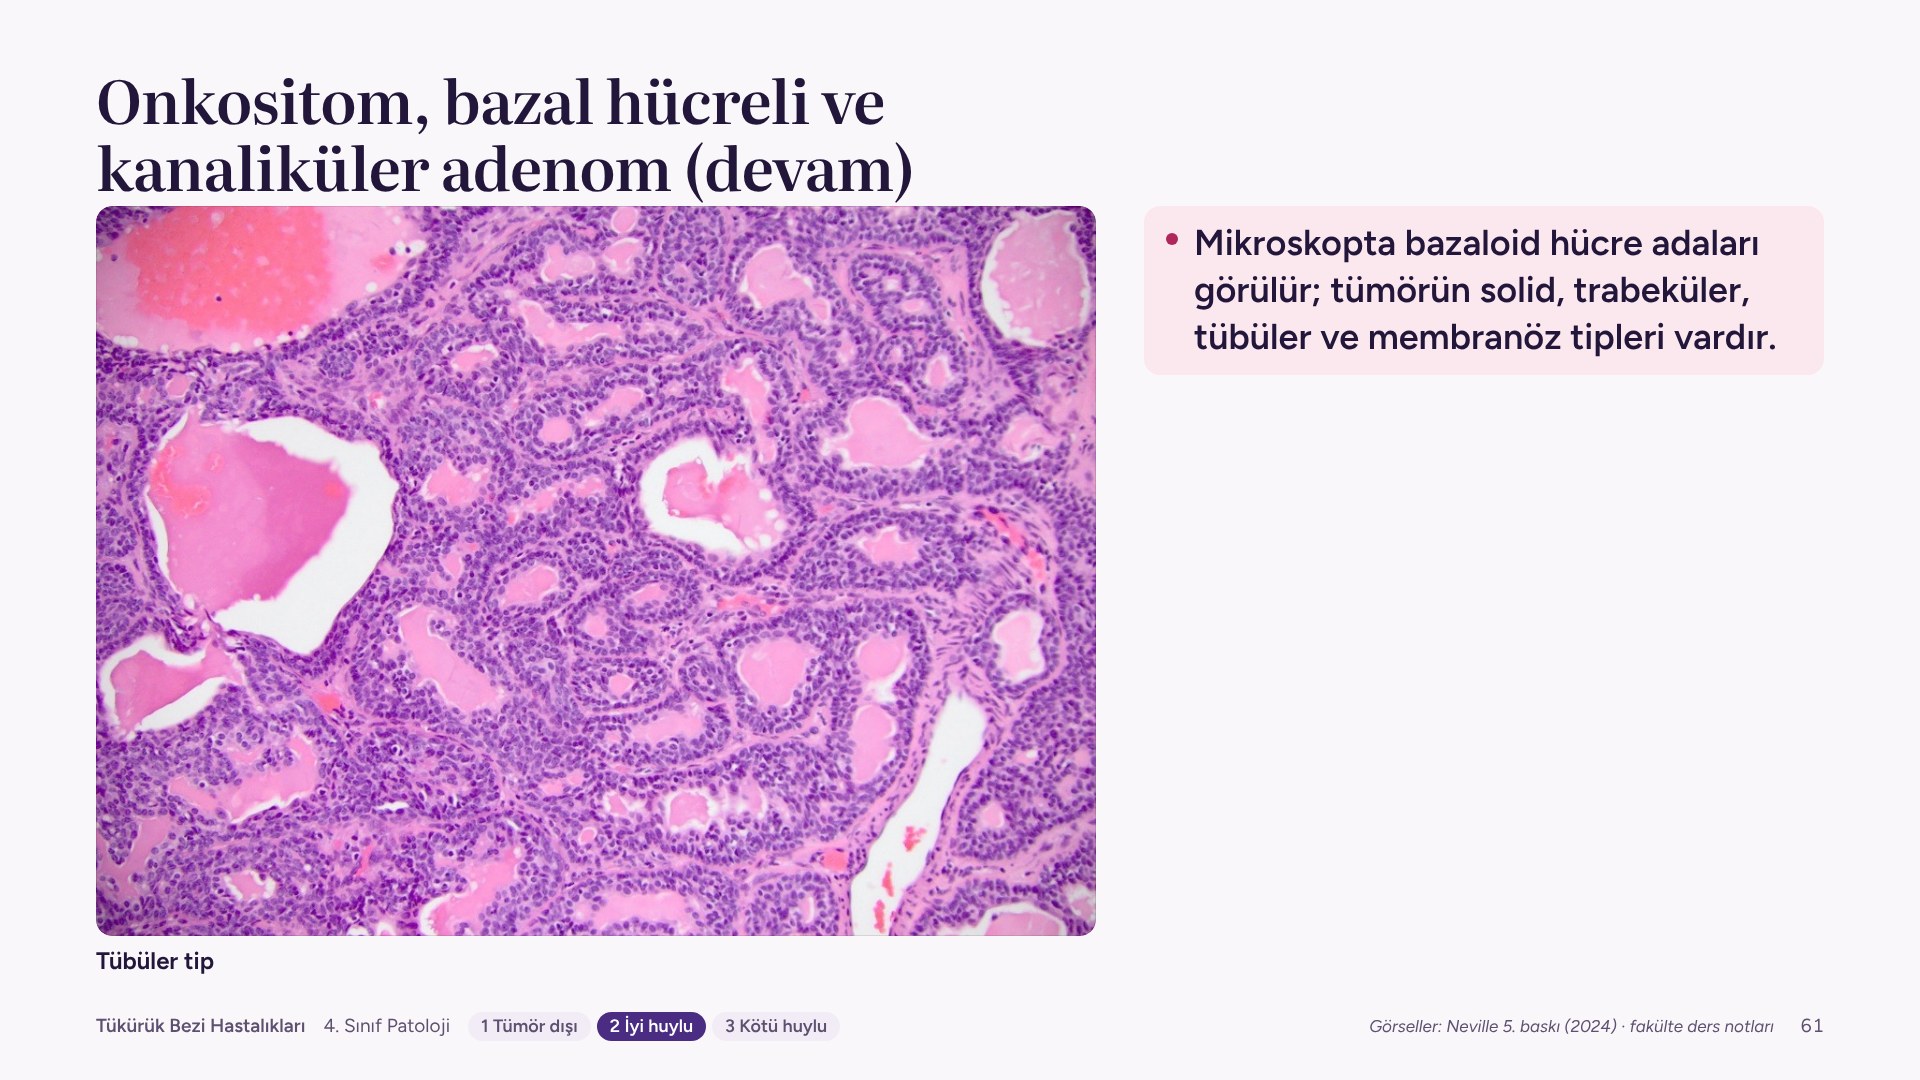 Onkositom, bazal hücreli ve
kanaliküler adenom (devam)
• Mikroskopta bazaloid hücre adaları
görülür; tümörün solid, trabeküler,
tübüler ve membranöz tipleri vardır.
Tübüler tip
Tükürük Bezi Hastalıkları 4. Sınıf Patoloji 1 Tümör dışı 2 İyi huylu 3 Kötü huylu
Görseller: Neville 5. baskı (2024) · fakülte ders notları 61